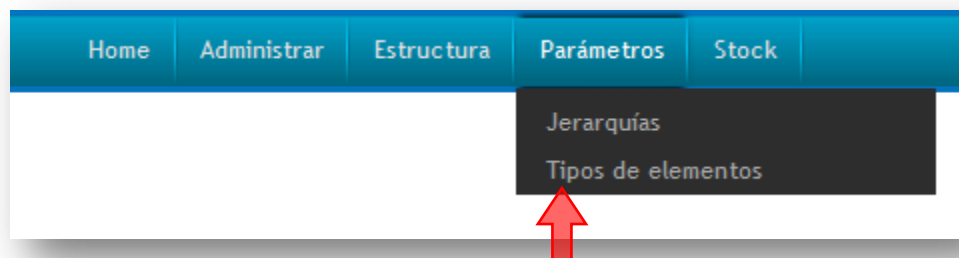 Home Administrar Estructura Parámetros Stock
Jerarquías
Tipos de elementos